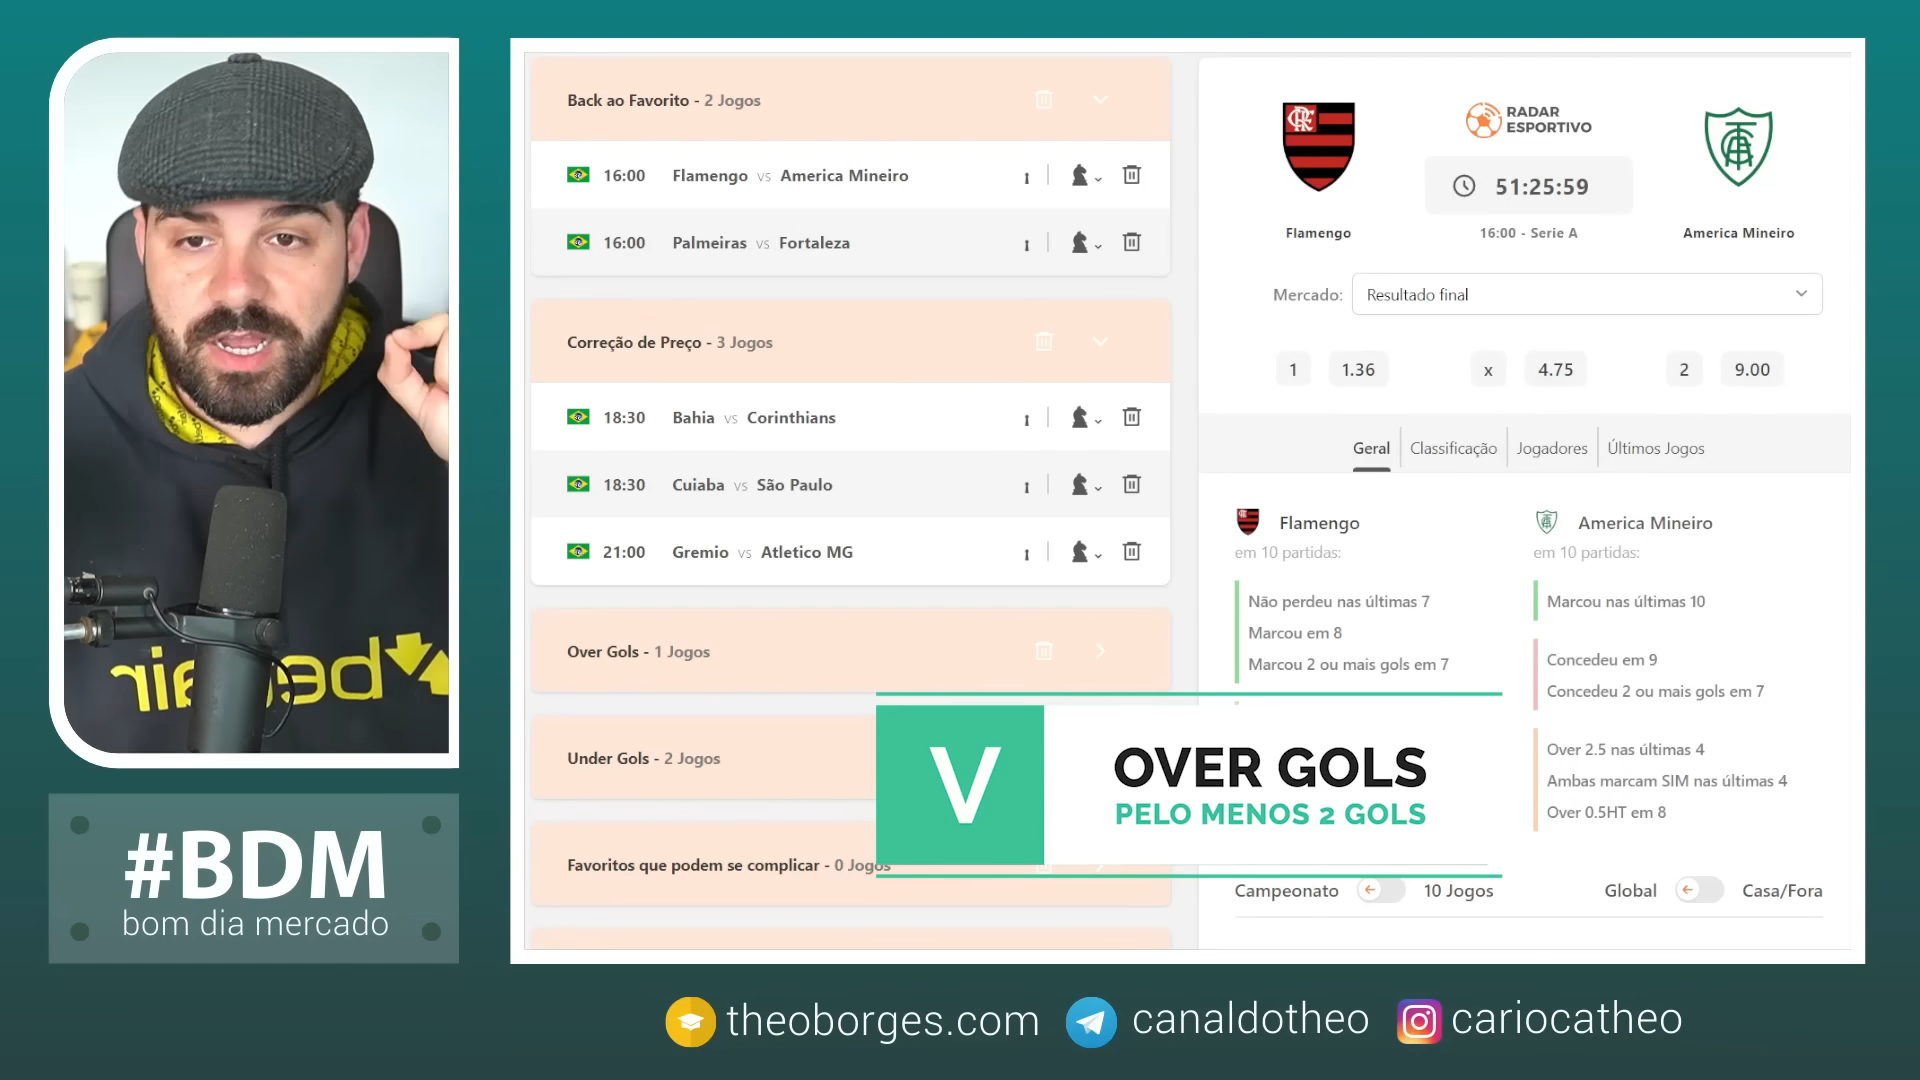 Back ao Favorito - 2 Jogos
16:00 Flamengo vs America Mineiro
16:00 Palmeiras vs Fortaleza
Correção de Preço - 3 Jogos
18:30 Bahia vs Corinthians
18:30 Cuiaba vs São Paulo
21:00 Gremio vs Atletico MG
Over Gols - 1 Jogos
Under Gols - 2 Jogos
Favoritos que podem se complicar - 0 Jogos
RADAR
ESPORTIVO
51:25:59
Flamengo
16:00 - Serie A
America Mineiro
Mercado: Resultado final
1 1.36 x 4.75 2 9.00
Geral Classificação Jogadores Últimos Jogos
Flamengo
em 10 partidas:
Não perdeu nas últimas 7
Marcou em 8
Marcou 2 ou mais gols em 7
America Mineiro
em 10 partidas:
Marcou nas últimas 10
Concedeu em 9
Concedeu 2 ou mais gols em 7
Over 2.5 nas últimas 4
Ambas marcam SIM nas últimas 4
Over 0.5HT em 8
V
OVER GOLS
PELO MENOS 2 GOLS
Campeonato 10 Jogos Global Casa/Fora
#BDM
bom dia mercado
theoborges.com canaldotheo cariocatheo